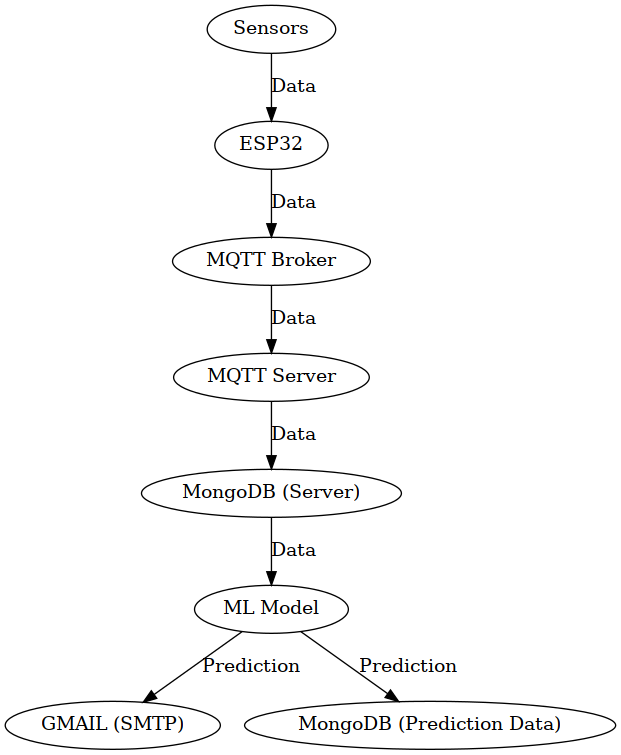 Sensors
Data
ESP32
Data
MQTT Broker
Data
MQTT Server
Data
MongoDB (Server)
Data
ML Model
Prediction
Prediction
GMAIL (SMTP)
MongoDB (Prediction Data)